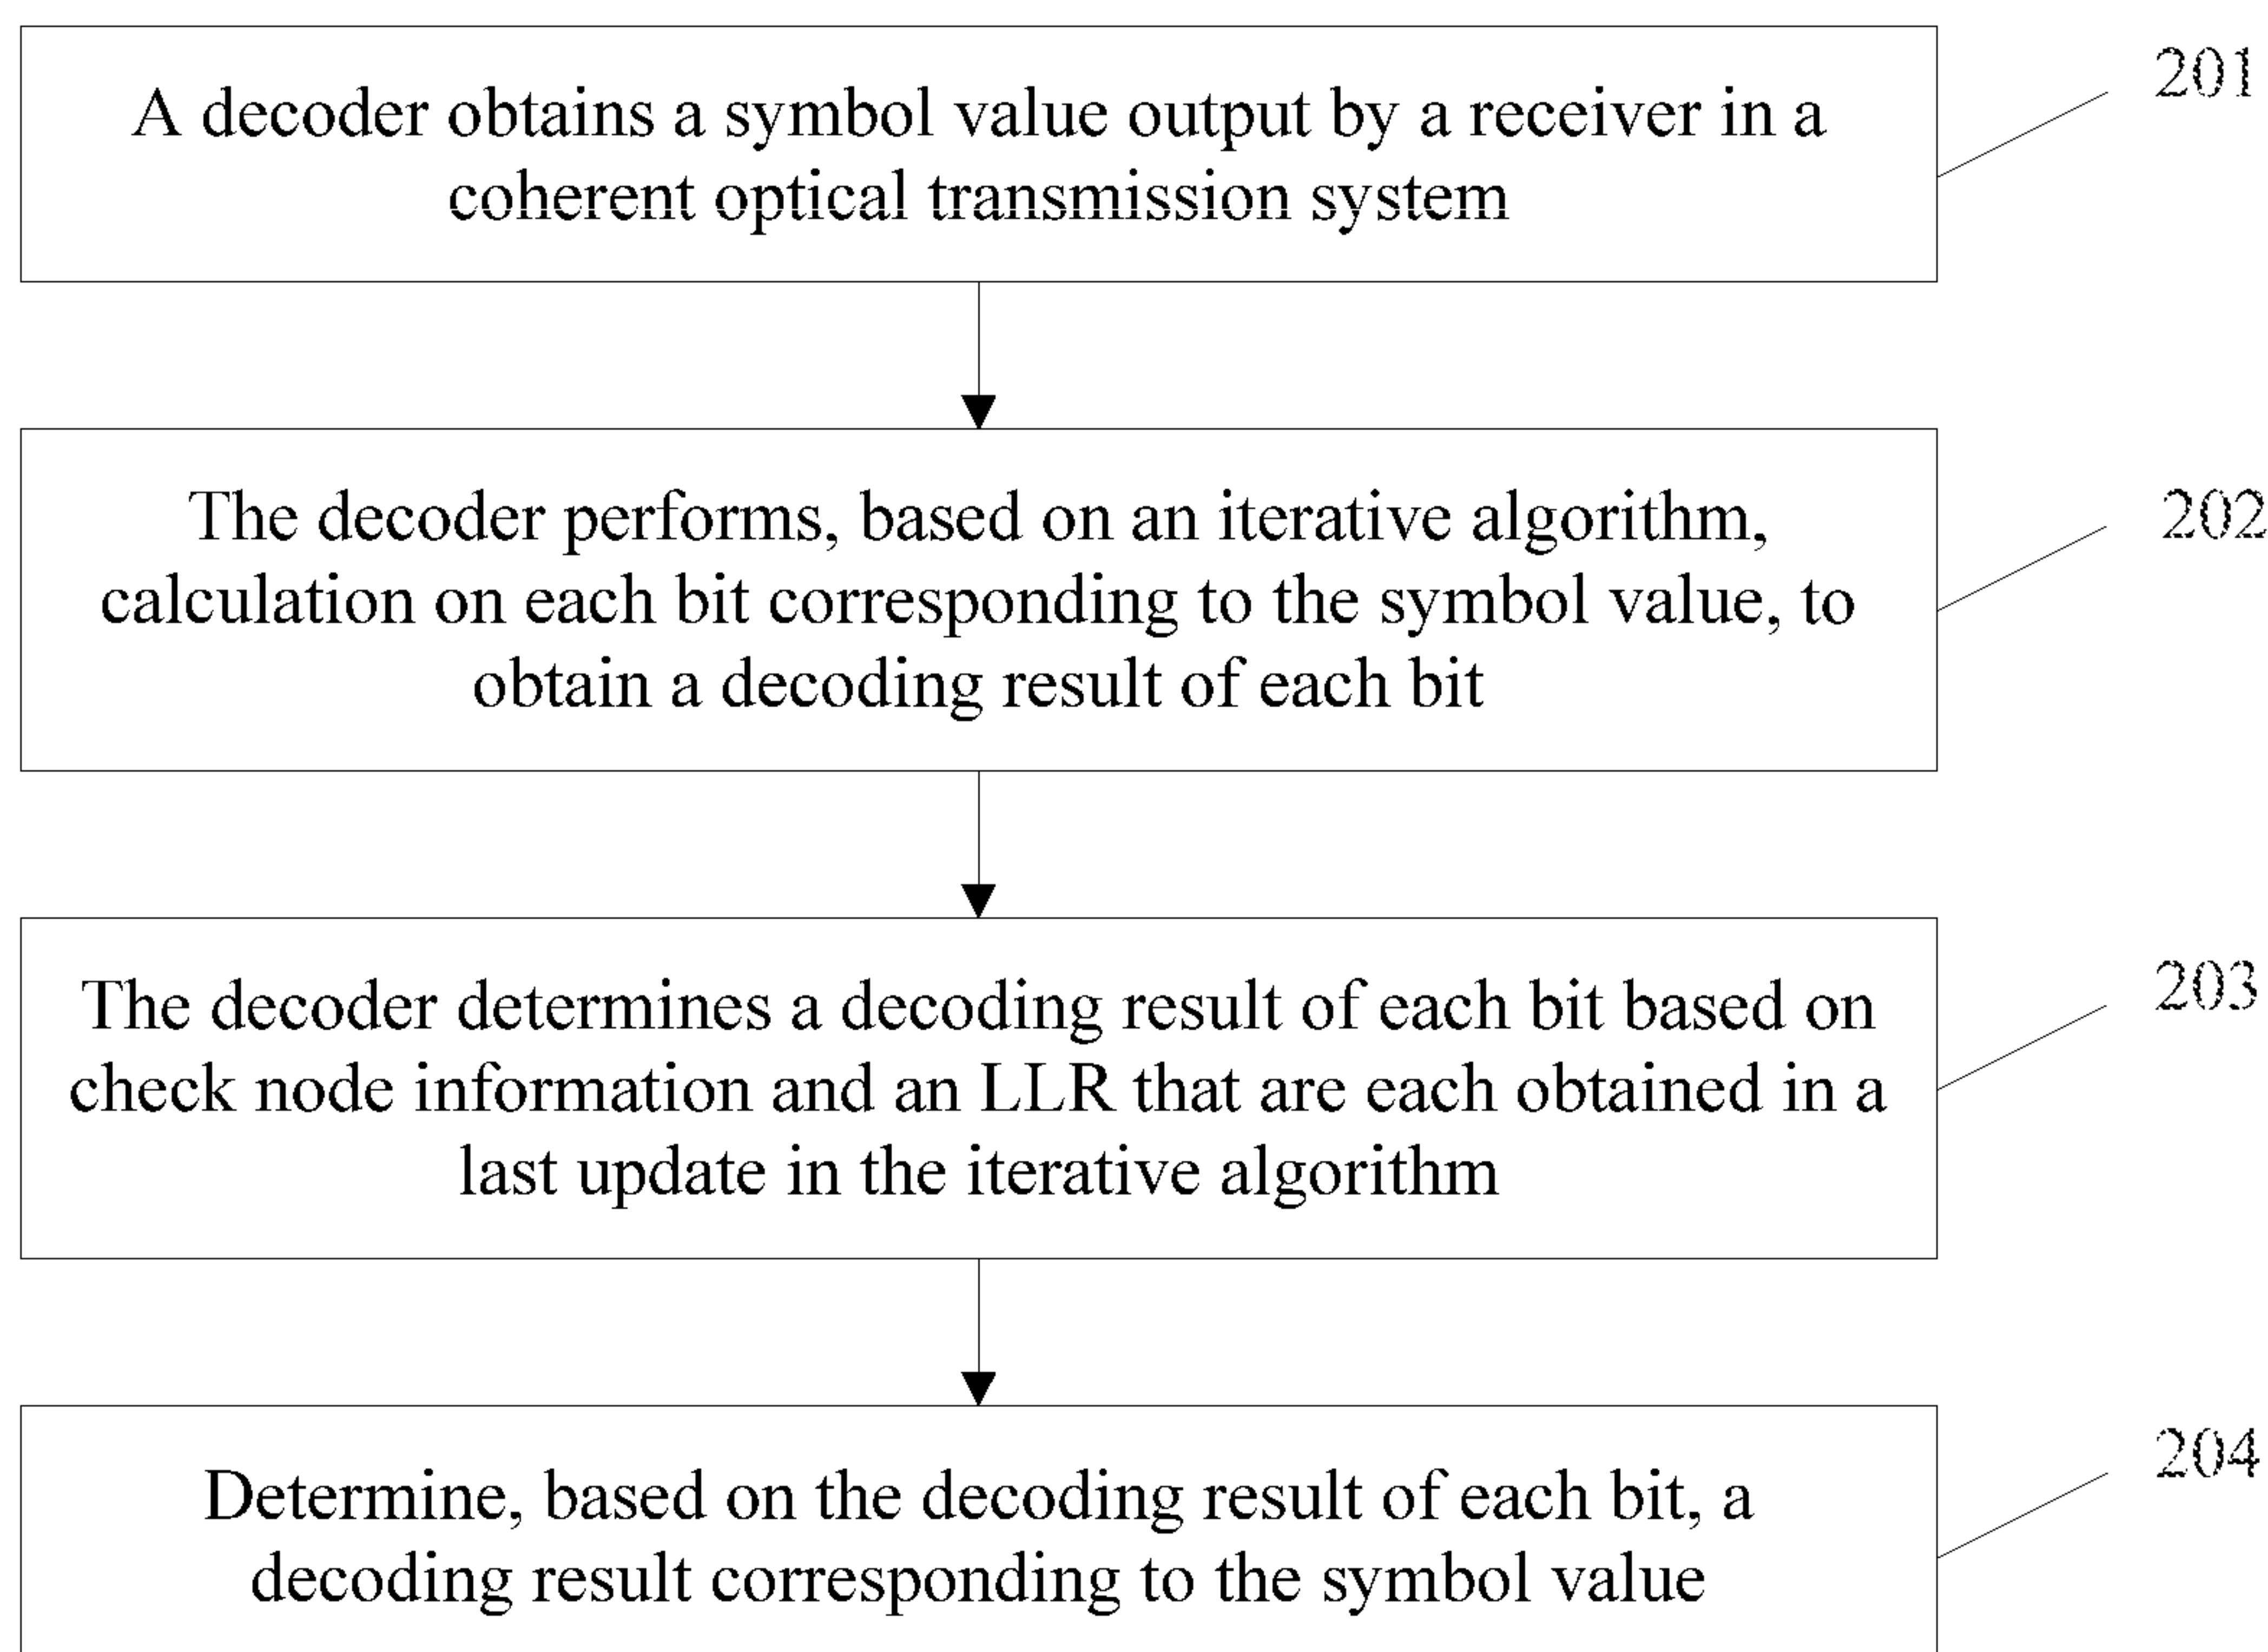 A decoder obtains a symbol value output by a receiver in a
coherent optical transmission system
201
The decoder performs, based on an iterative algorithm,
calculation on each bit corresponding to the symbol value, to
obtain a decoding result of each bit
202
The decoder determines a decoding result of each bit based on
check node information and an LLR that are each obtained in a
last update in the iterative algorithm
203
Determine, based on the decoding result of each bit, a
decoding result corresponding to the symbol value
204